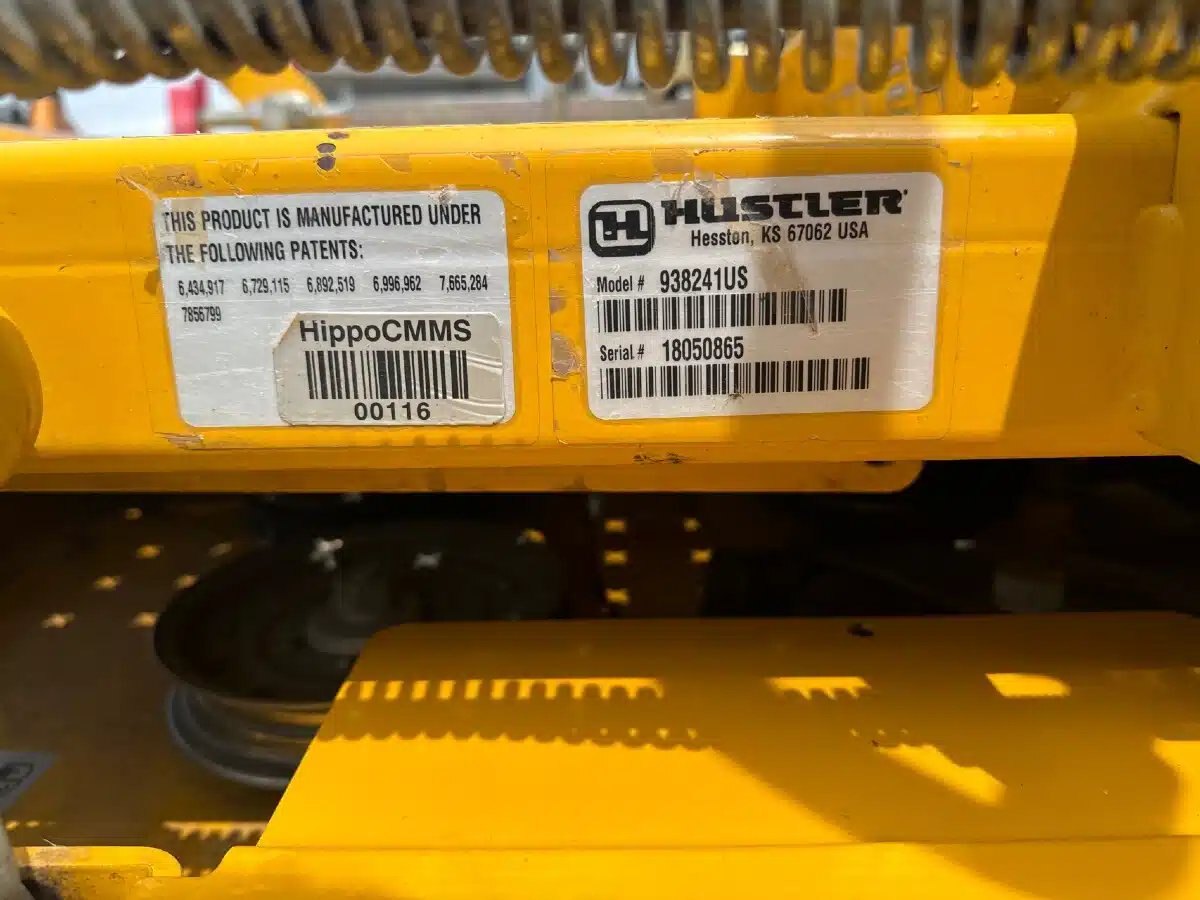 THIS PRODUCT IS MANUFACTURED UNDER
THE FOLLOWING PATENTS:
6,434,917 6,729,115 6,892,519 6,996,962 7,665,284
7856799
HippoCMMS
00116
H HUSTLER
Hesston, KS 67062 USA
Model # 938241US
Serial # 18050865